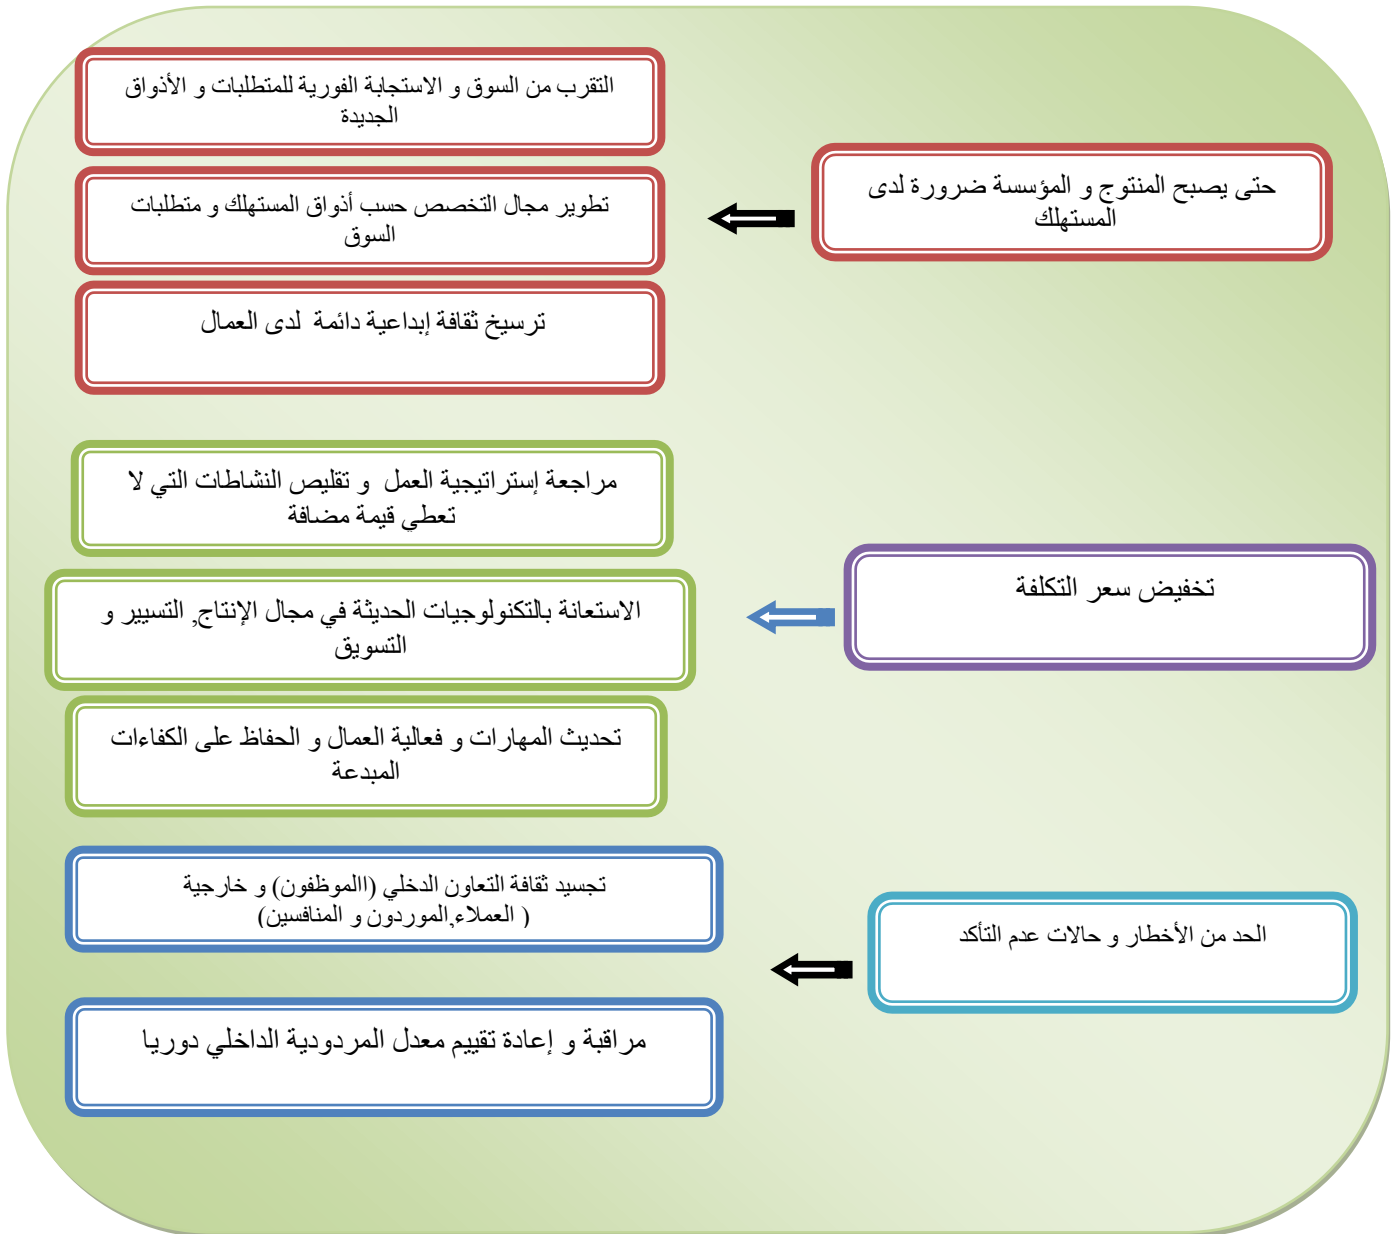 حتى يصبح المنتوج و المؤسسة ضرورة لدى
المستهلك
التقرب من السوق و الاستجابة الفورية للمتطلبات و الأذواق
الجديدة
تطوير مجال التخصص حسب أذواق المستهلك و متطلبات
السوق
ترسيخ ثقافة إبداعية دائمة لدى العمال
تخفيض سعر التكلفة
مراجعة إستراتيجية العمل و تقليص النشاطات التي لا
تعطي قيمة مضافة
الاستعانة بالتكنولوجيات الحديثة في مجال الإنتاج, التسيير و
التسويق
تحديث المهارات و فعالية العمال و الحفاظ على الكفاءات
المبدعة
الحد من الأخطار و حالات عدم التأكد
تجسيد ثقافة التعاون الدخلي (االموظفون) و خارجية
( العملاء,الموردون و المنافسين)
مراقبة و إعادة تقييم معدل المردودية الداخلي دوريا